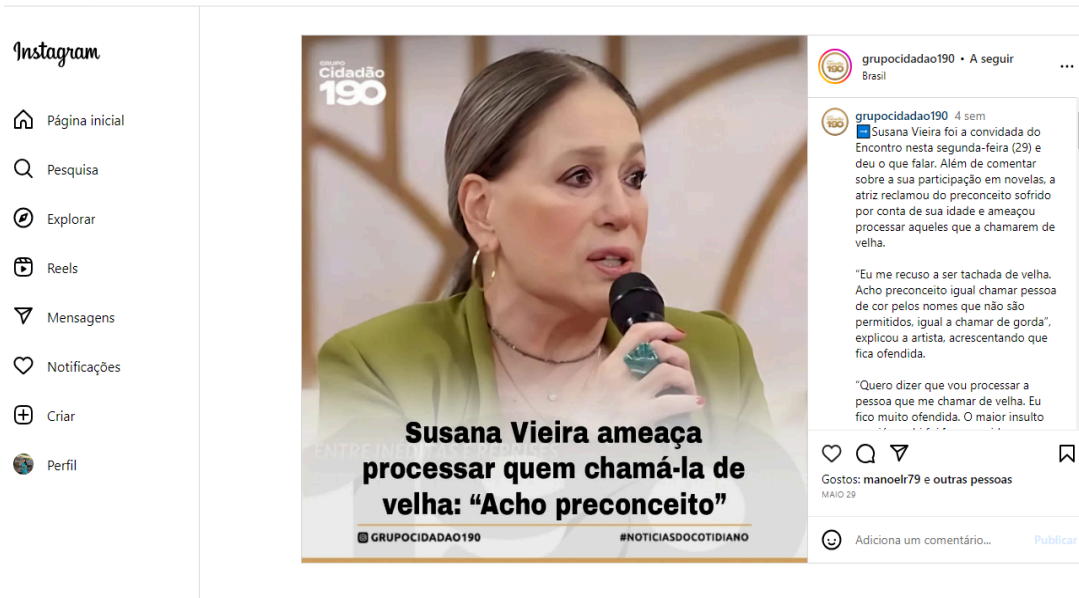 Instagram
Página inicial
Pesquisa
Explorar
Reels
Mensagens
Notificações
Criar
Perfil
GRUPO
Cidadão
190
ENTRE INÉDITAS E REPRISES
Susana Vieira ameaça
processar quem chamá-la de
velha: “Acho preconceito”
GRUPOCIDADAO190
#NOTICIASDOCOTIDIANO
grupocidadao190 • A seguir
Brasil
grupocidadao190 4 sem
Susana Vieira foi a convidada do
Encontro nesta segunda-feira (29) e
deu o que falar. Além de comentar
sobre a sua participação em novelas, a
atriz reclamou do preconceito sofrido
por conta de sua idade e ameaçou
processar aqueles que a chamarem de
velha.
“Eu me recuso a ser tachada de velha.
Acho preconceito igual chamar pessoa
de cor pelos nomes que não são
permitidos, igual a chamar de gorda”,
explicou a artista, acrescentando que
fica ofendida.
“Quero dizer que vou processar a
pessoa que me chamar de velha. Eu
fico muito ofendida. O maior insulto
Gostos: manoelr79 e outras pessoas
MAIO 29
Adiciona um comentário...
Publicar